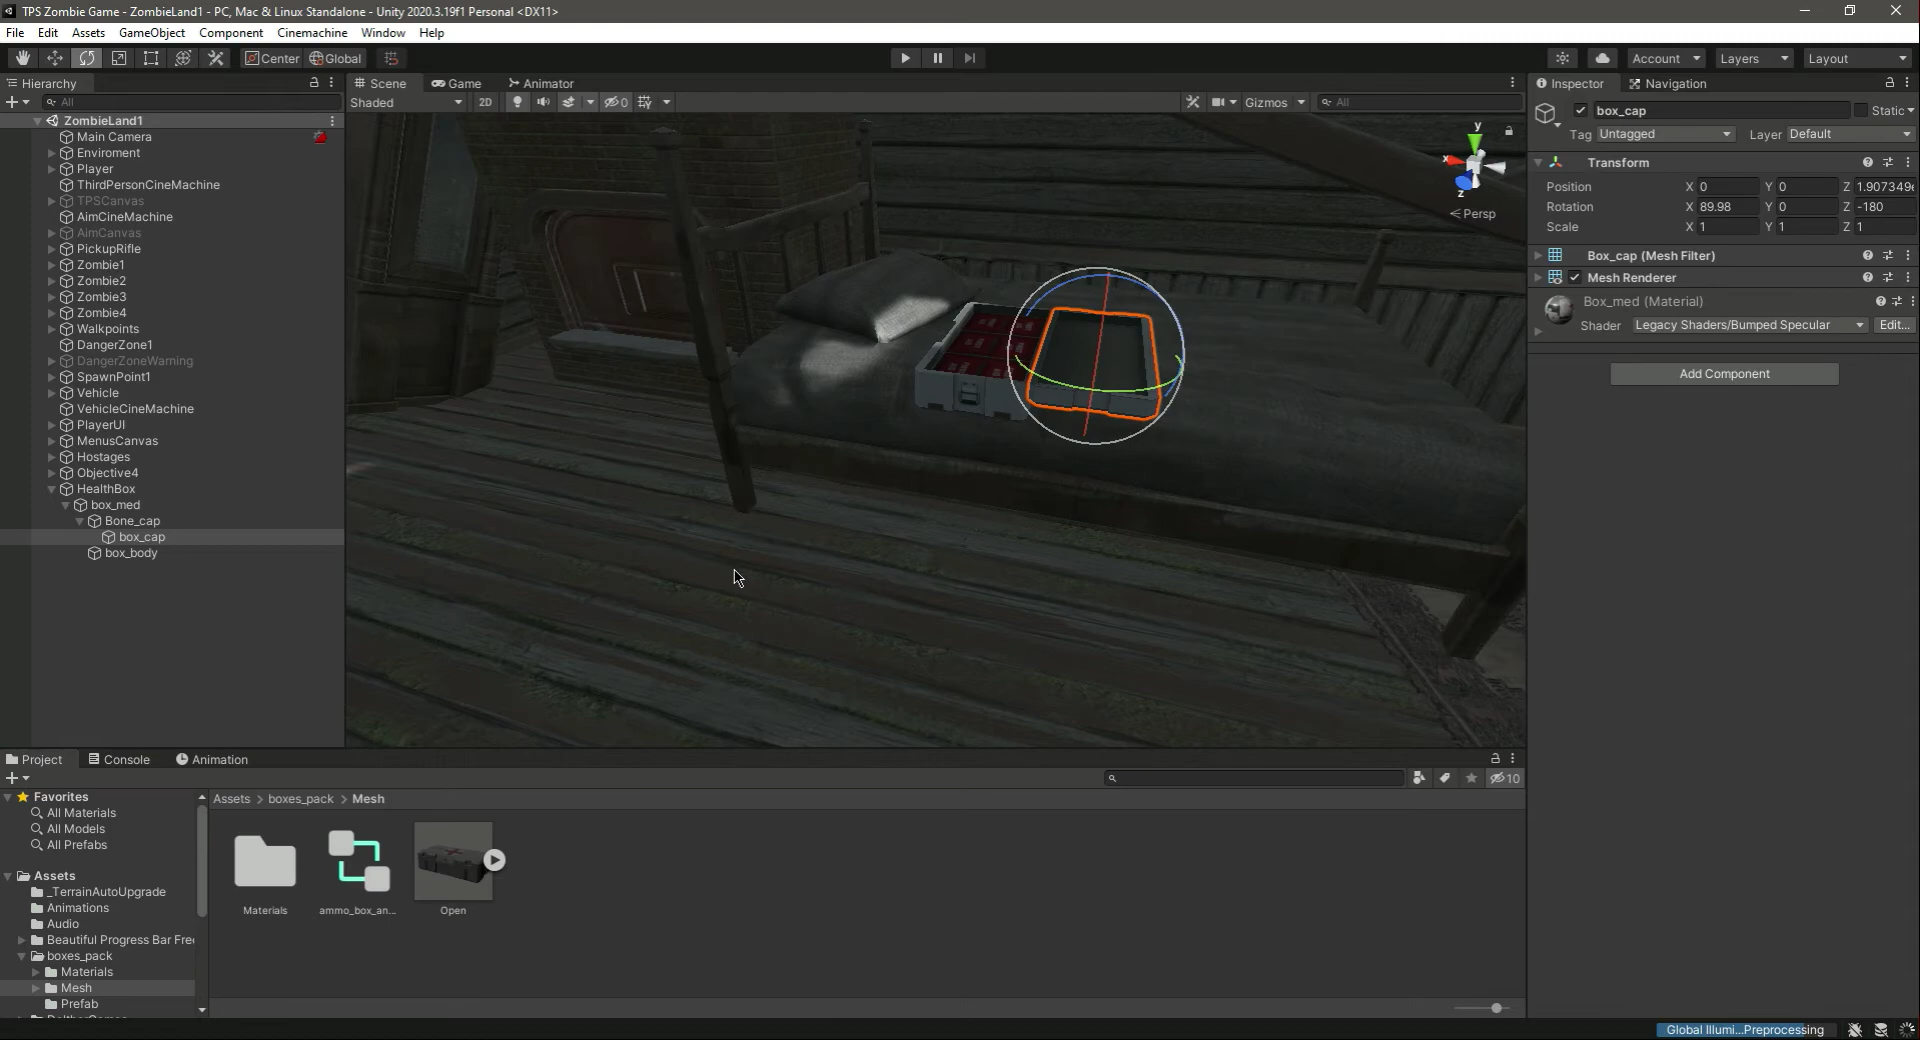 TPS Zombie Game - ZombieLand1 - PC, Mac & Linux Standalone - Unity 2020.3.19f1 Personal <DX11>
File Edit Assets GameObject Component Cinemachine Window Help
Center Global Account Layers Layout
Hierarchy Scene Game Animator Inspector Navigation
All Shaded 2D 0 Gizmos All
box_cap Static
Tag Untagged Layer Default
Transform
Position X 0 Y 0 Z 1.907349e
Rotation X 89.98 Y 0 Z -180
Scale X 1 Y 1 Z 1
Box_cap (Mesh Filter)
Mesh Renderer
Box_med (Material)
Shader Legacy Shaders/Bumped Specular Edit...
Add Component
ZombieLand1
Main Camera
Enviroment
Player
ThirdPersonCineMachine
TPSCanvas
AimCineMachine
AimCanvas
PickupRifle
Zombie1
Zombie2
Zombie3
Zombie4
Walkpoints
DangerZone1
DangerZoneWarning
SpawnPoint1
Vehicle
VehicleCineMachine
PlayerUI
MenusCanvas
Hostages
Objective4
HealthBox
box_med
Bone_cap
box_cap
box_body
y
x
z
Persp
Project Console Animation
10
Favorites
All Materials
All Models
All Prefabs
Assets
_TerrainAutoUpgrade
Animations
Audio
Beautiful Progress Bar Free
boxes_pack
Materials
Mesh
Prefab
Assets > boxes_pack > Mesh
Materials ammo_box_an... Open
Global Illumi...Preprocessing